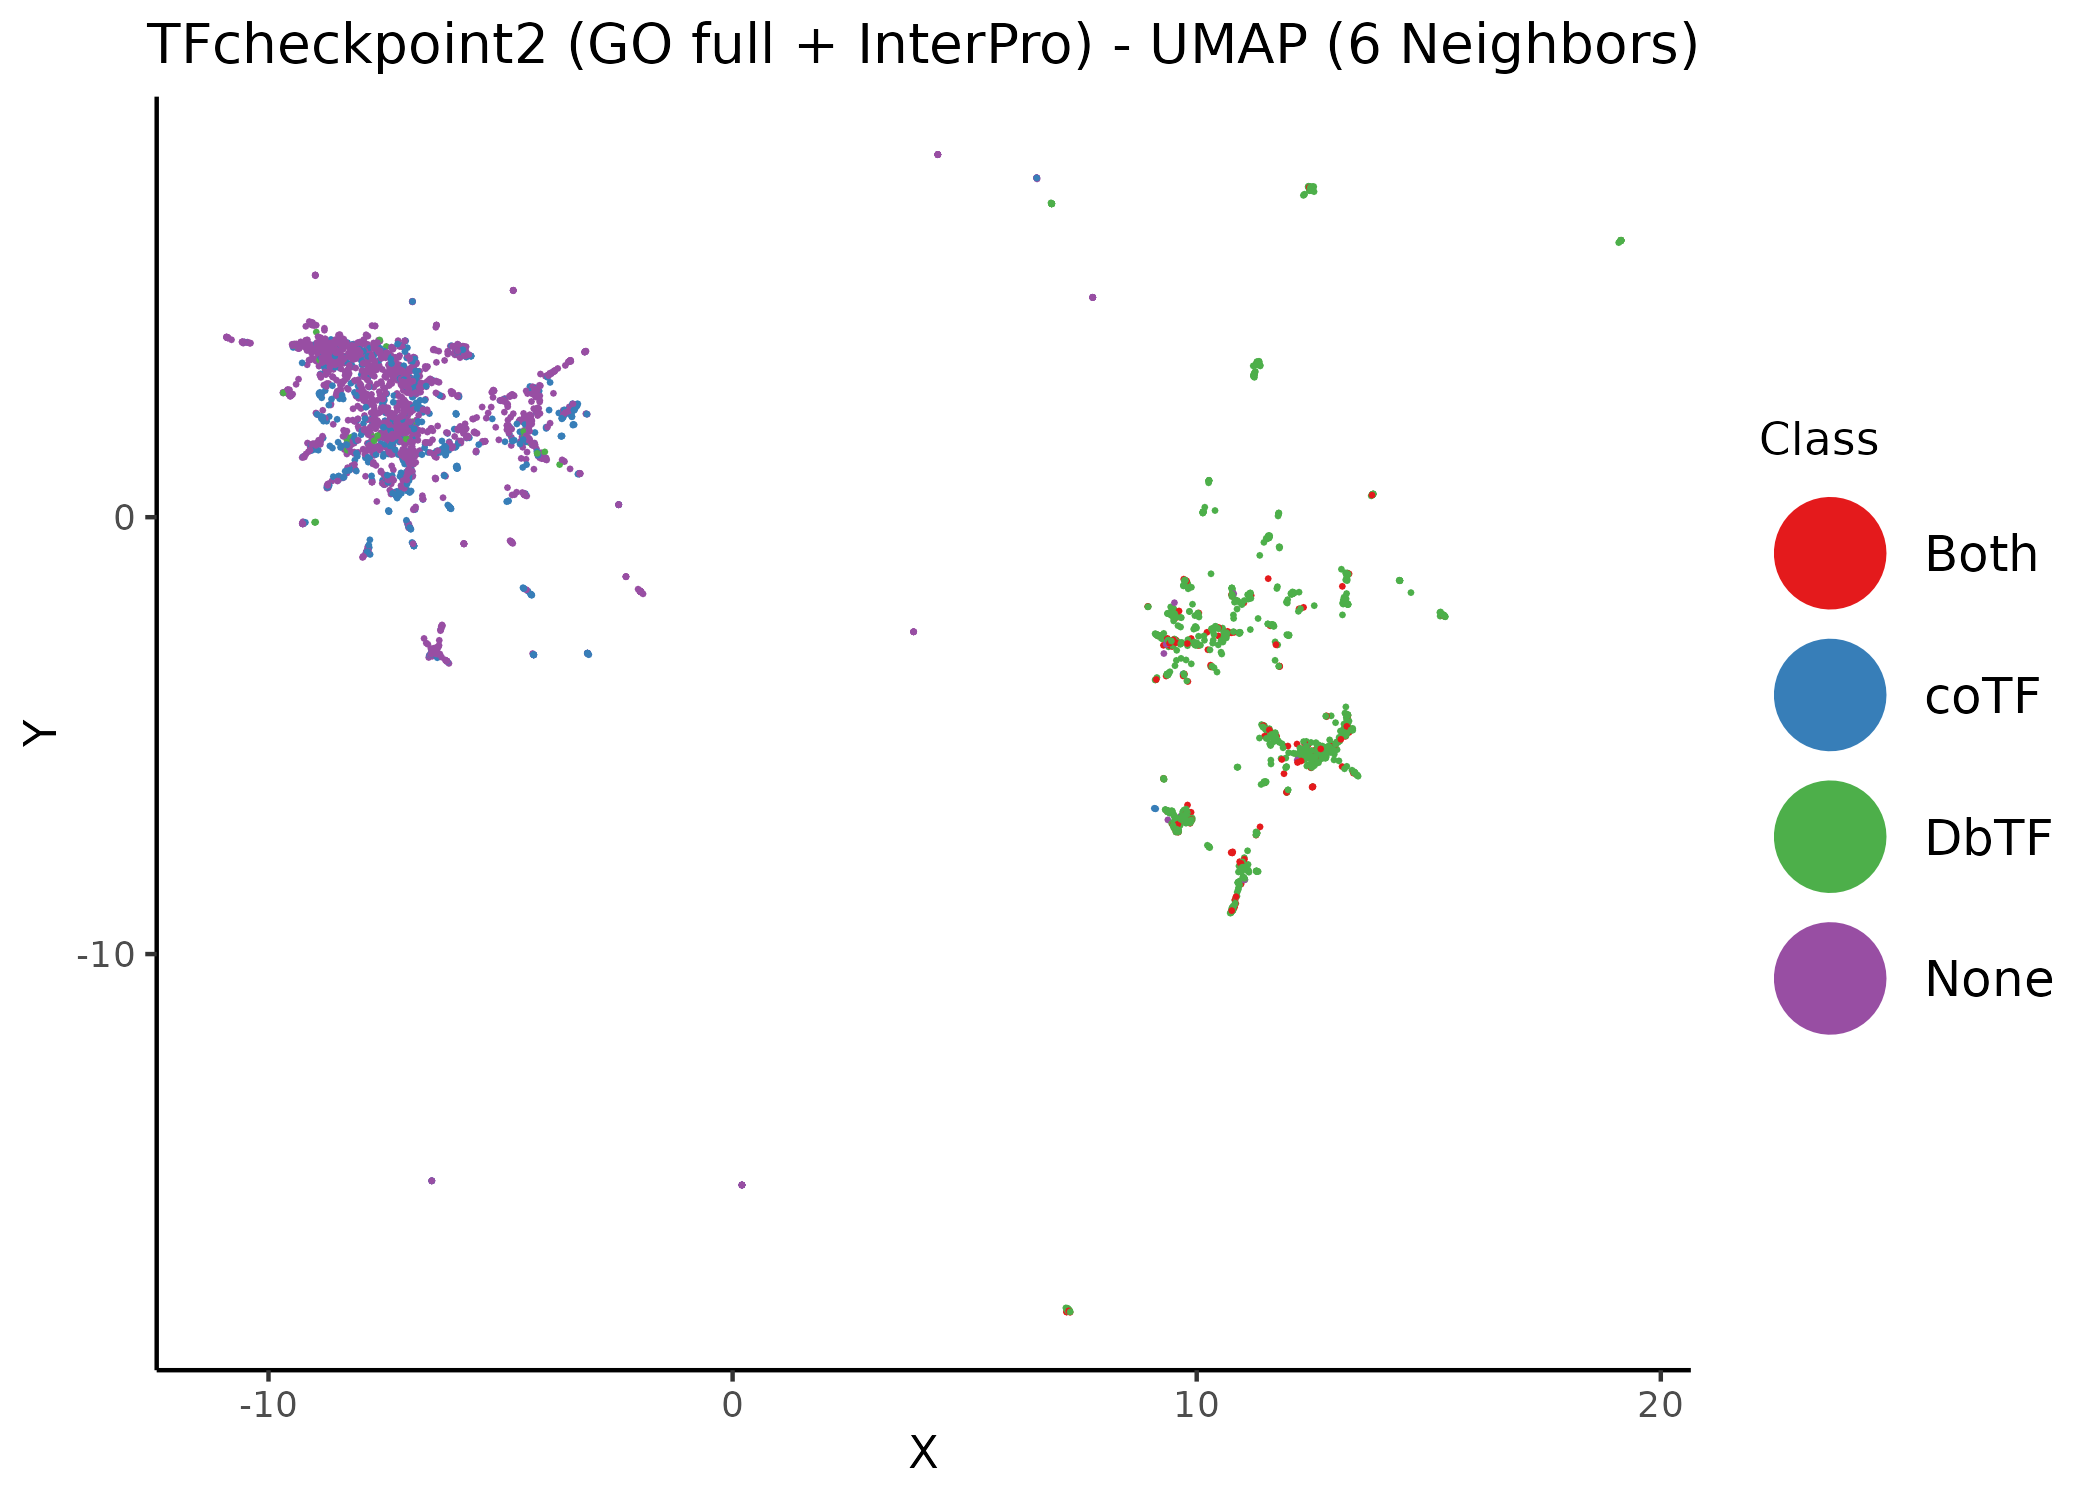 TFcheckpoint2 (GO full + InterPro) - UMAP (6 Neighbors)
Y
0
-10
-10
0
10
20
X
Class
Both
coTF
DbTF
None